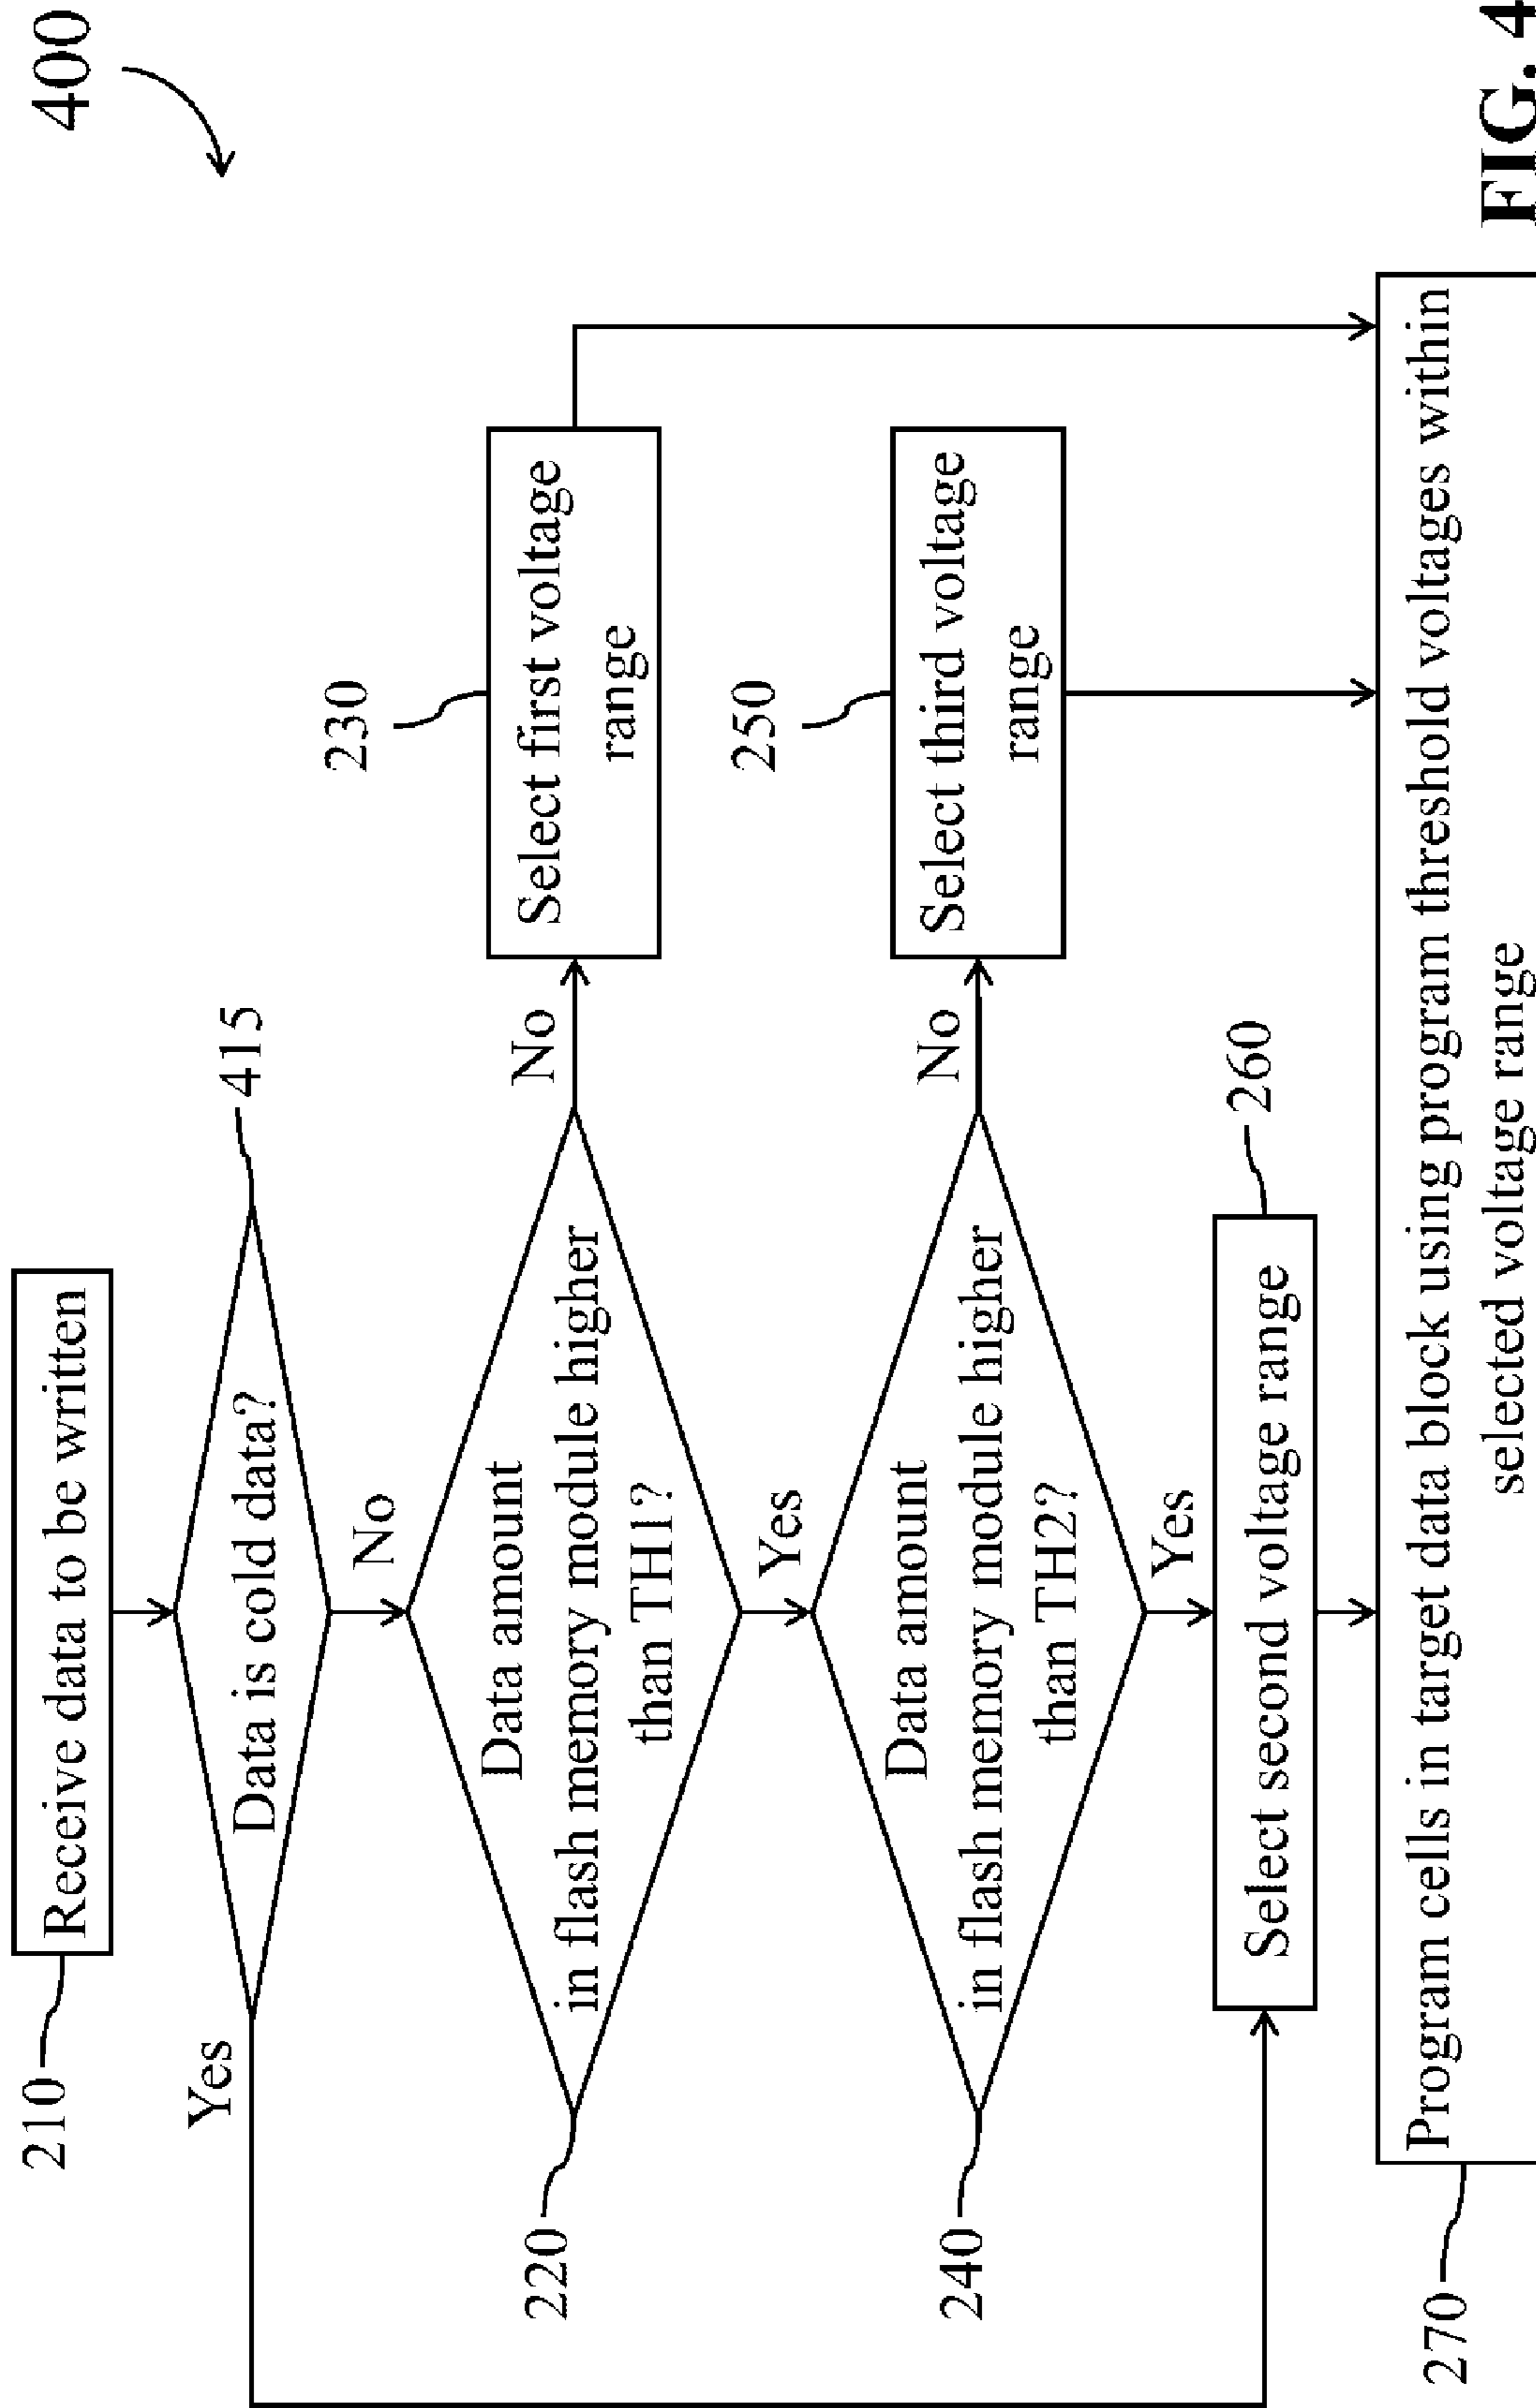 400
210
Receive data to be written
Data is cold data?
415
Yes
No
220
Data amount
in flash memory module higher
than TH1?
No
230
Select first voltage
range
Yes
240
Data amount
in flash memory module higher
than TH2?
No
250
Select third voltage
range
Yes
260
Select second voltage range
270
Program cells in target data block using program threshold voltages within
selected voltage range
FIG. 4